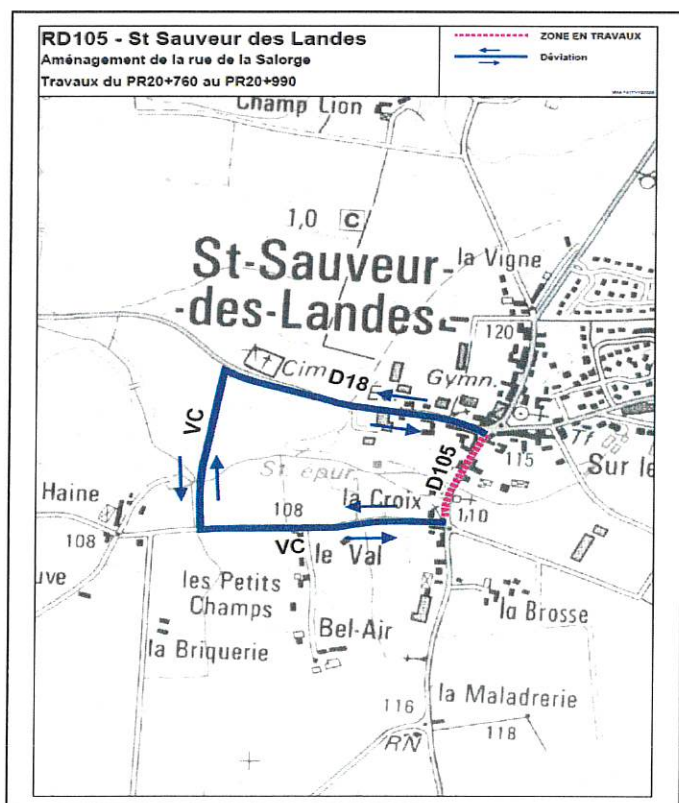 RD105 - St Sauveur des Landes
Aménagement de la rue de la Salorge
Travaux du PR20+760 au PR20+990
ZONE EN TRAVAUX
Déviation
Champ Lion
1,0 C
St-Sauveur-
-des-Landes
la Vigne
120
Cim
D18
Gymn.
VC
D105
115
Tf
Sur le
St épur
Haine
la Croix
110
108
108
VC
le Val
uve
les Petits
Champs
la Brosse
Bel-Air
la Briquerie
la Maladrerie
116
118
RN